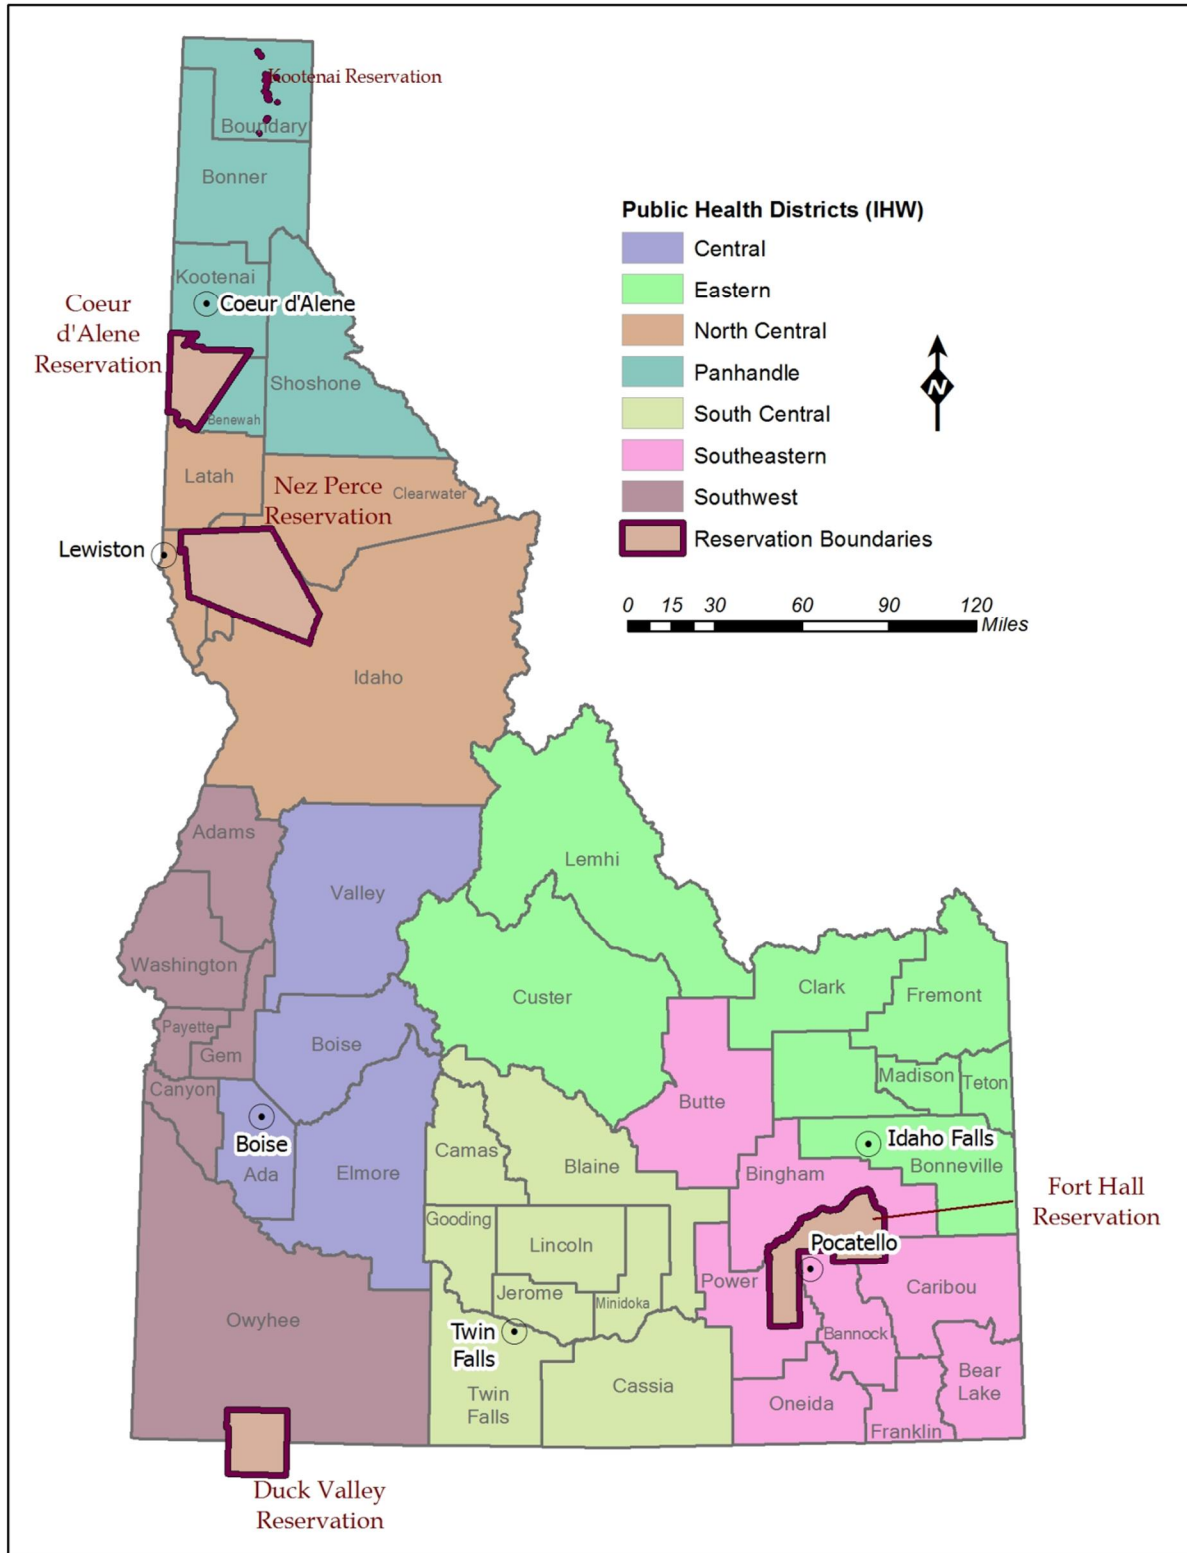 Kootenai Reservation
Boundary
Bonner
Public Health Districts (IHW)
Central
Eastern
North Central
Panhandle
South Central
Southeastern
Southwest
Reservation Boundaries
N
0 15 30 60 90 120
Miles
Kootenai
Coeur d'Alene
Coeur
d'Alene
Reservation
Shoshone
Benewah
Latah
Nez Perce
Reservation
Clearwater
Lewiston
Idaho
Adams
Valley
Lemhi
Washington
Custer
Clark
Fremont
Payette
Gem
Boise
Canyon
Madison
Teton
Butte
Boise
Ada
Elmore
Camas
Blaine
Idaho Falls
Bonneville
Bingham
Fort Hall
Reservation
Gooding
Lincoln
Pocatello
Power
Jerome
Minidoka
Caribou
Owyhee
Twin
Falls
Bannock
Twin
Falls
Cassia
Oneida
Bear
Lake
Franklin
Duck Valley
Reservation